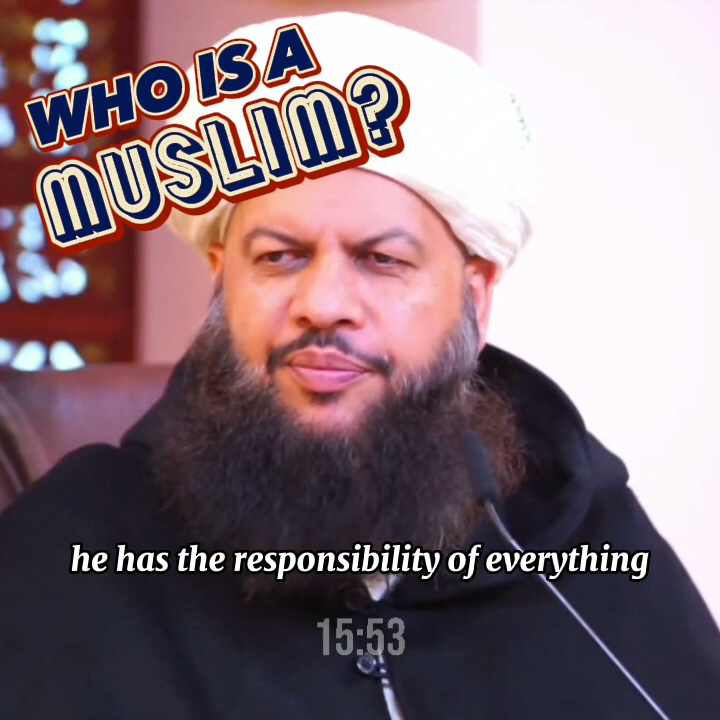 WHO IS A
MUSLIM?
he has the responsibility of everything
15:53